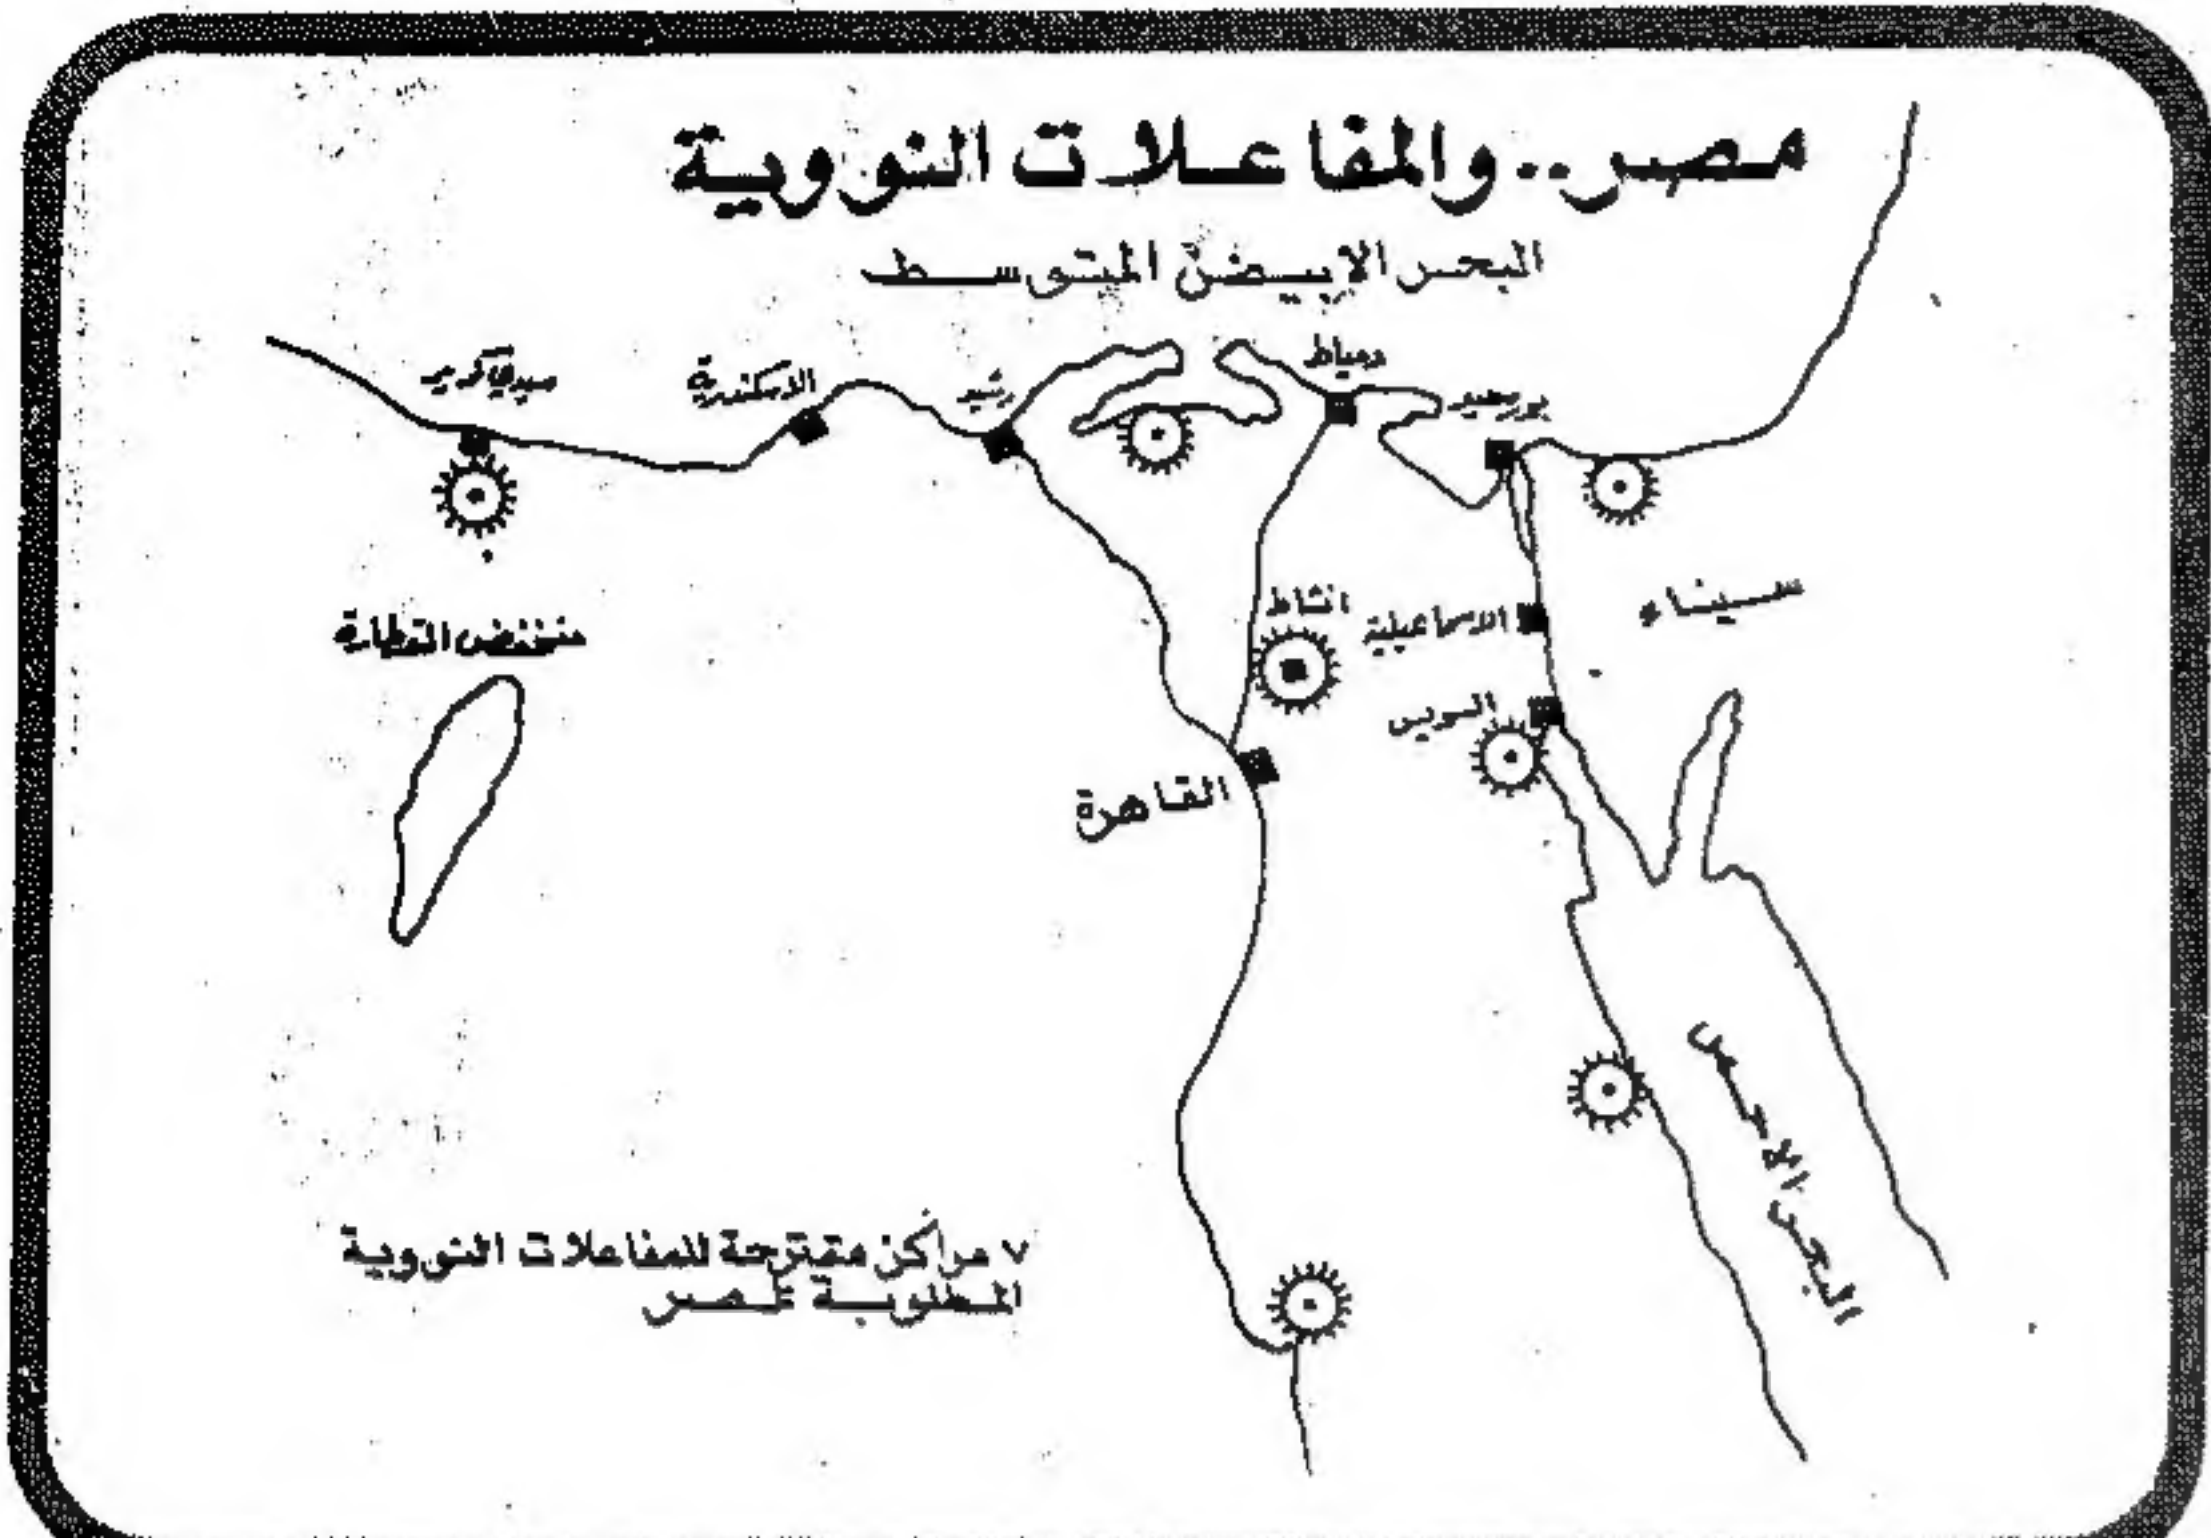 مصر.. والمفاعلات النووية
البحر الابيض المتوسط
سيدي كرير
الاسكندرية
رشيد
دمياط
بورسعيد
انشاط
الاسماعيلية
سيناء
منخفض القطارة
السويس
القاهرة
البحر الاحمر
٧ مراكز مقترحة للمفاعلات النووية
المطلوبة لمصر